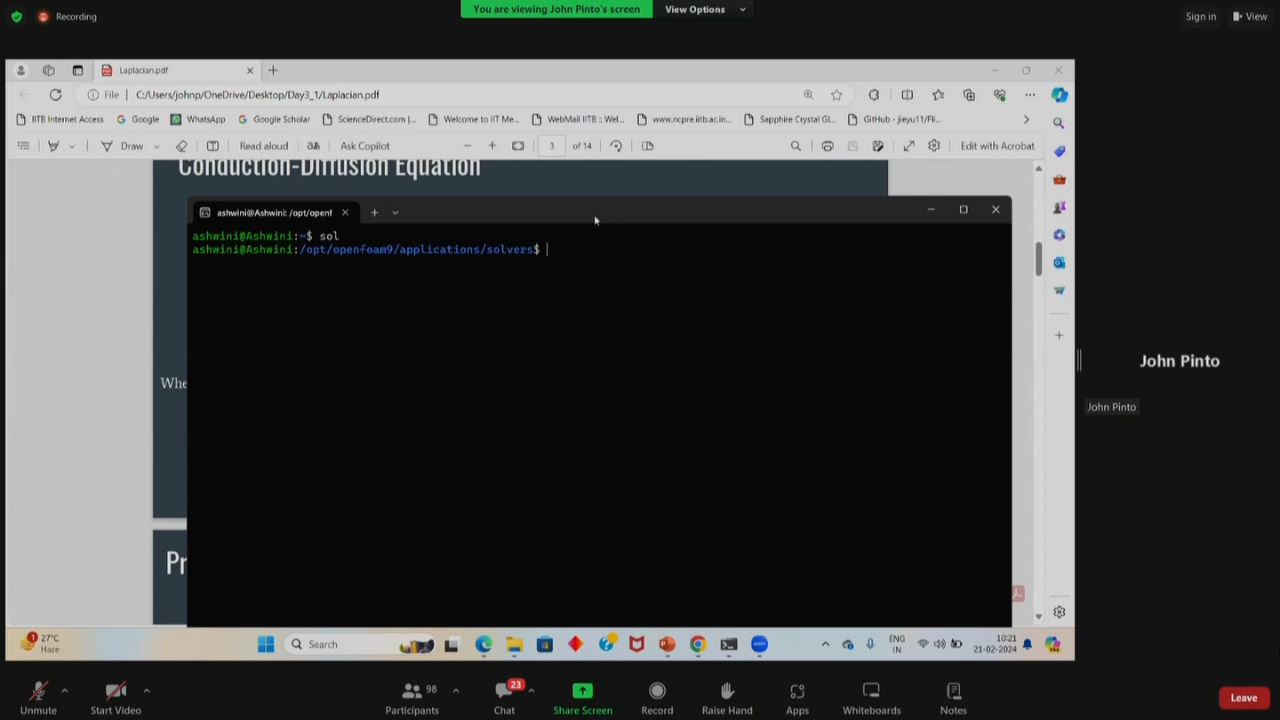 Recording
You are viewing John Pinto's screen
View Options
Sign in
View
Laplacian.pdf
File
C:/Users/johnp/OneDrive/Desktop/Day3_1/Laplacian.pdf
IITB Internet Access
Google
WhatsApp
Google Scholar
ScienceDirect.com |...
Welcome to IIT Me...
WebMail IITB :: Wel...
www.ncpre.iitb.ac.in...
Sapphire Crystal Gl...
GitHub - jieyu11/Fli...
Draw
Read aloud
Ask Copilot
3
of 14
Edit with Acrobat
Conduction-Diffusion Equation
ashwini@Ashwini: /opt/openf
ashwini@Ashwini:~$ sol
ashwini@Ashwini:/opt/openfoam9/applications/solvers$
Whe
Pr
John Pinto
John Pinto
1
27°C
Haze
Search
ENG
IN
10:21
21-02-2024
Unmute
Start Video
98
Participants
23
Chat
Share Screen
Record
Raise Hand
Apps
Whiteboards
Notes
Leave